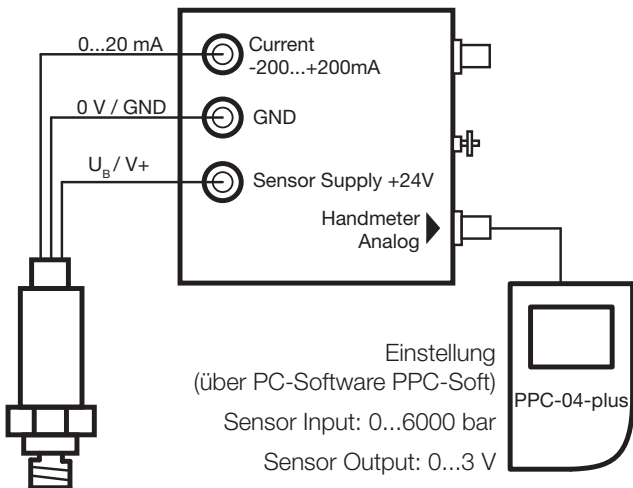 0...20 mA
Current
-200...+200mA
0 V / GND
GND
U_B / V+
Sensor Supply +24V
Handmeter
Analog
Einstellung
(über PC-Software PPC-Soft)
Sensor Input: 0...6000 bar
Sensor Output: 0...3 V
PPC-04-plus